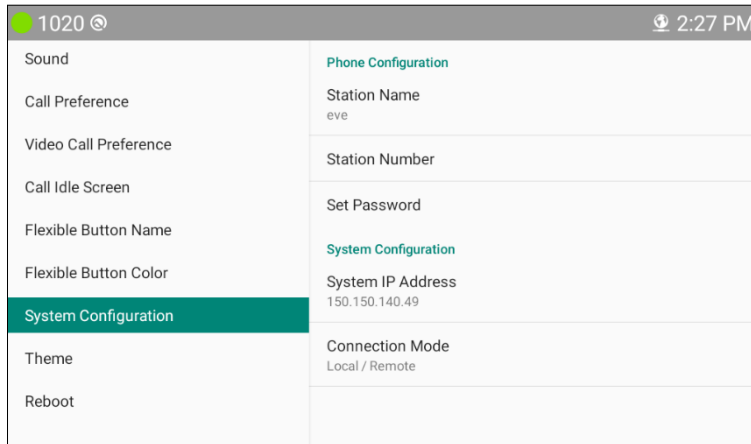 1020
2:27 PM
Sound
Call Preference
Video Call Preference
Call Idle Screen
Flexible Button Name
Flexible Button Color
System Configuration
Theme
Reboot
Phone Configuration
Station Name
eve
Station Number
Set Password
System Configuration
System IP Address
150.150.140.49
Connection Mode
Local / Remote